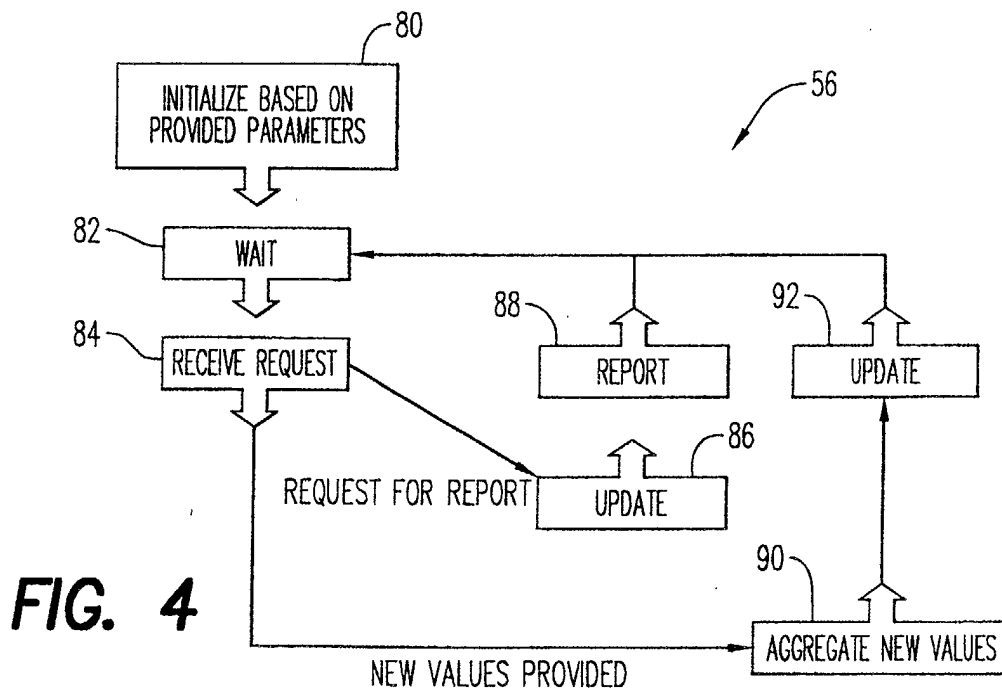 80
INITIALIZE BASED ON
PROVIDED PARAMETERS
56
82
WAIT
88
92
84
RECEIVE REQUEST
REPORT
UPDATE
86
REQUEST FOR REPORT
UPDATE
90
FIG. 4
AGGREGATE NEW VALUES
NEW VALUES PROVIDED